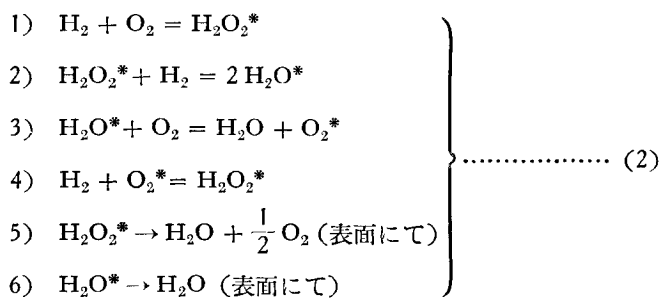 1) H₂ + O₂ = H₂O₂*
2) H₂O₂* + H₂ = 2 H₂O*
3) H₂O* + O₂ = H₂O + O₂*
4) H₂ + O₂* = H₂O₂*
5) H₂O₂* → H₂O + 1/2 O₂ (表面にて)
6) H₂O* → H₂O (表面にて)
.................. (2)